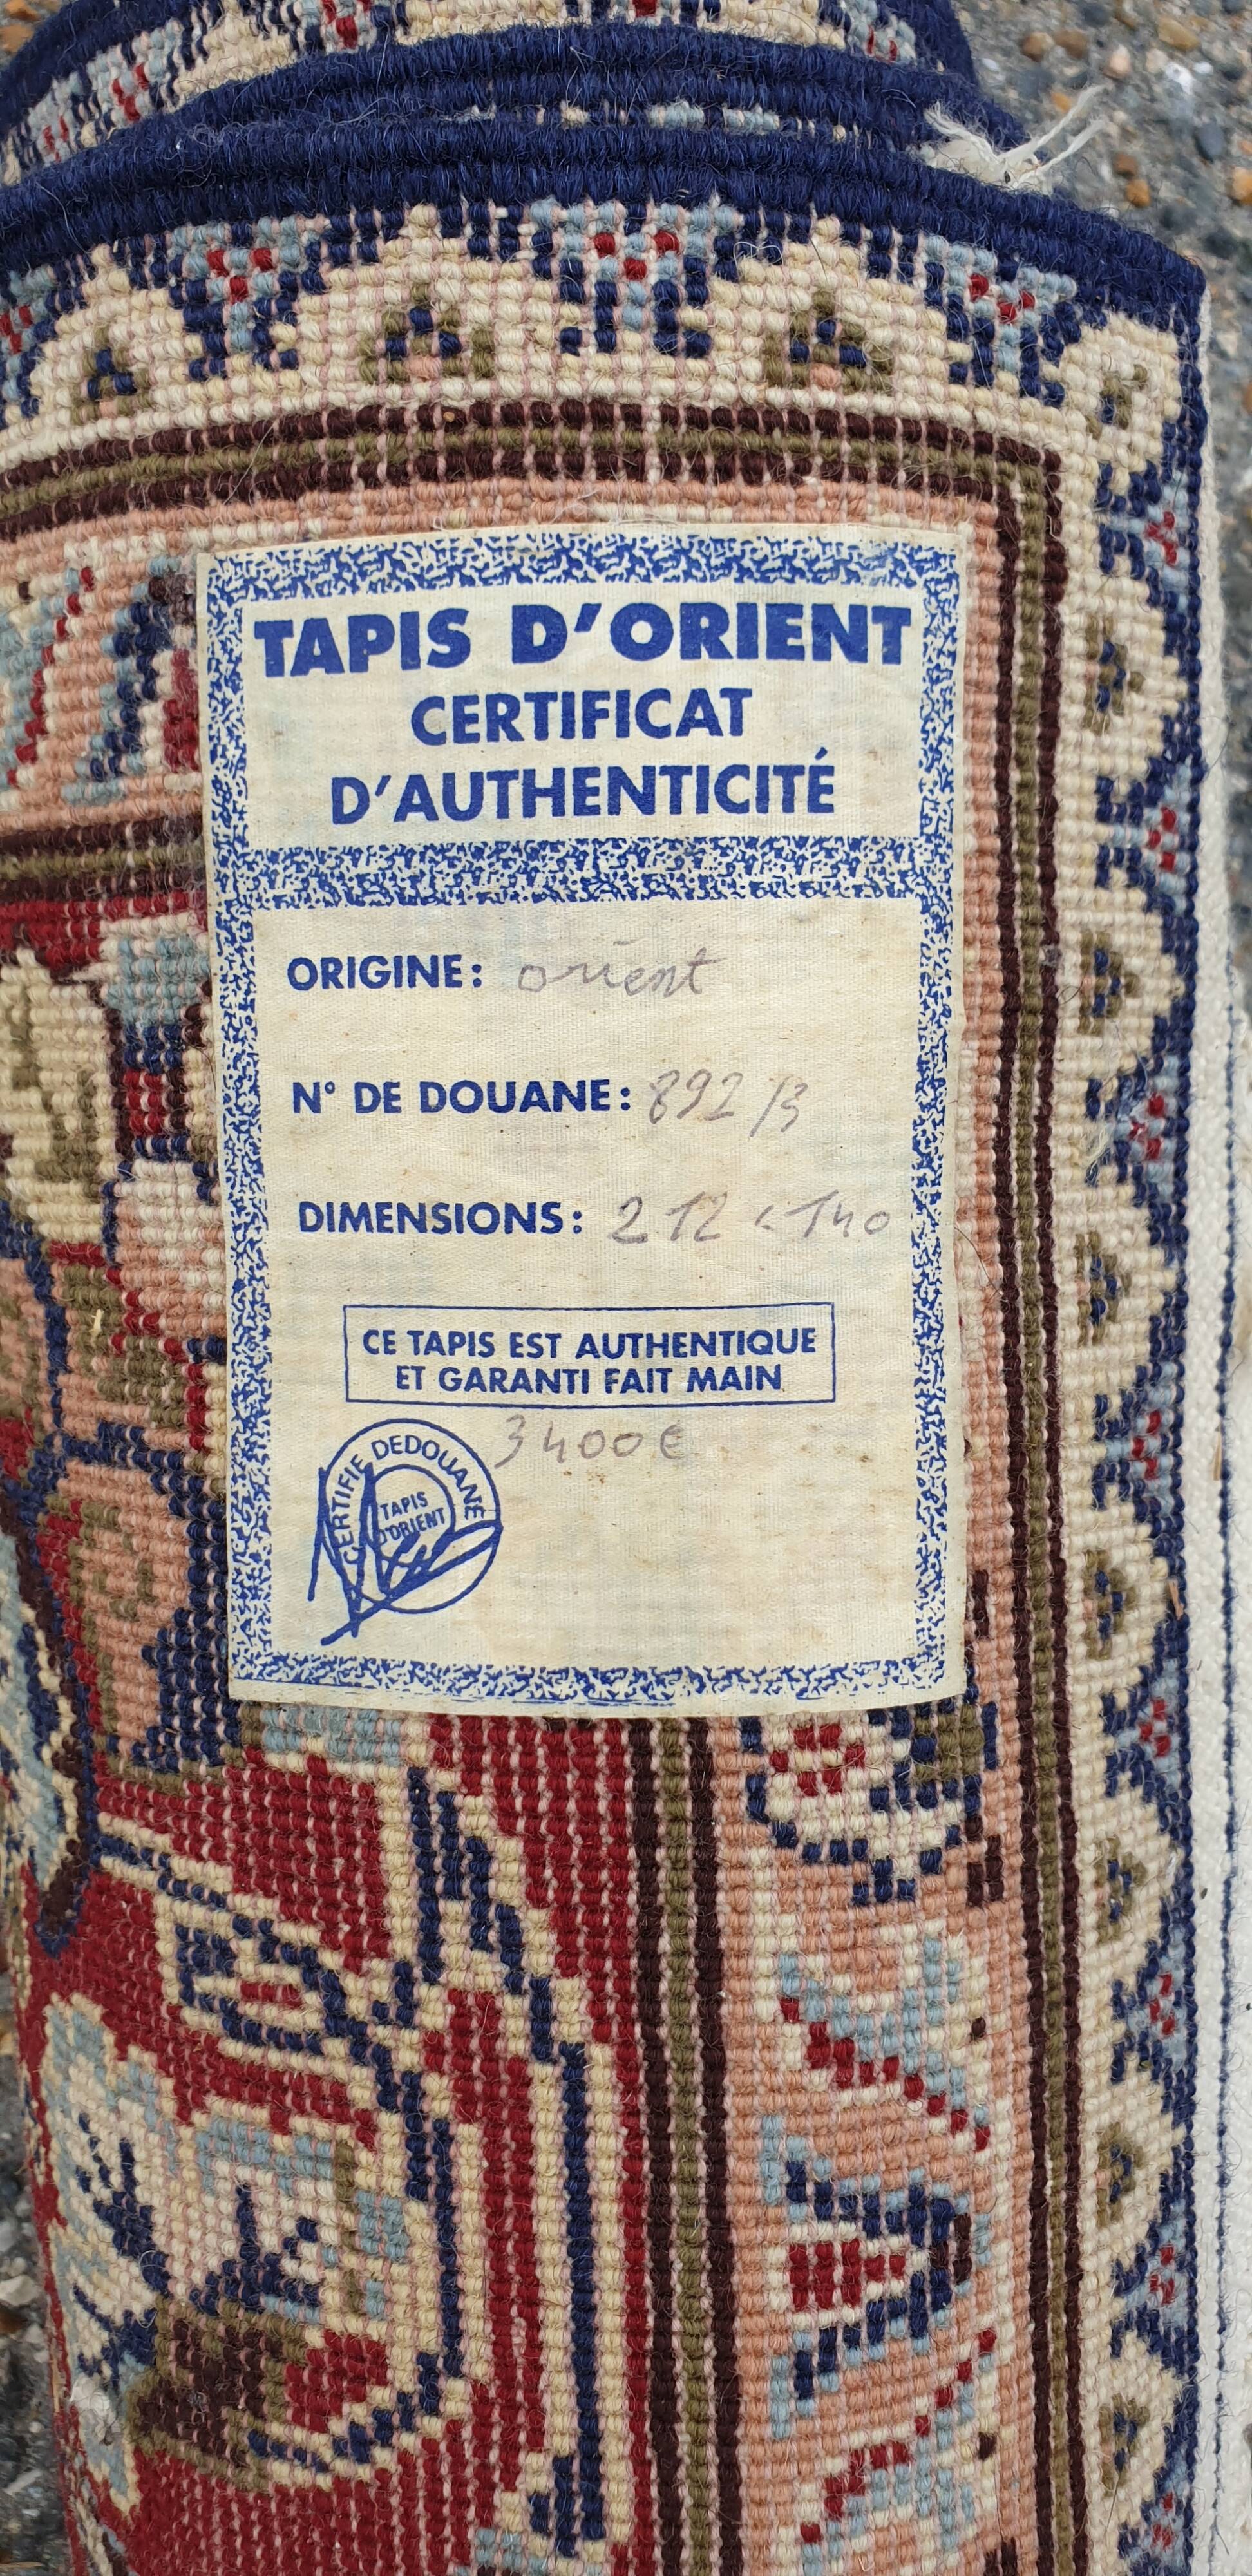 TAPIS D'ORIENT
CERTIFICAT
D'AUTHENTICITÉ
ORIGINE: orient
N° DE DOUANE: 892/3
DIMENSIONS: 212 x 140
CE TAPIS EST AUTHENTIQUE
ET GARANTI FAIT MAIN
3400€
CERTIFIE DEDOUANE
TAPIS
D'ORIENT